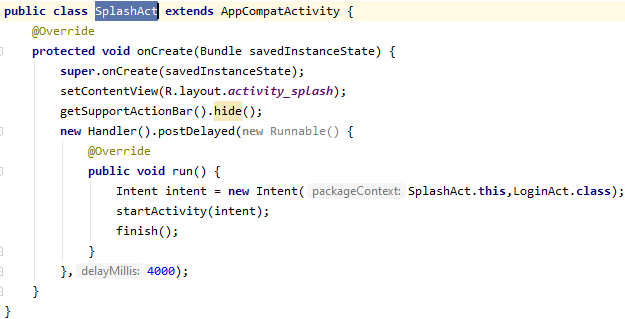 public class SplashAct extends AppCompatActivity {
@Override
protected void onCreate(Bundle savedInstanceState) {
super.onCreate(savedInstanceState);
setContentView(R.layout.activity_splash);
getSupportActionBar().hide();
new Handler().postDelayed(new Runnable() {
@Override
public void run() {
Intent intent = new Intent( packageContext: SplashAct.this,LoginAct.class);
startActivity(intent);
finish();
}
}, delayMillis: 4000);
}
}